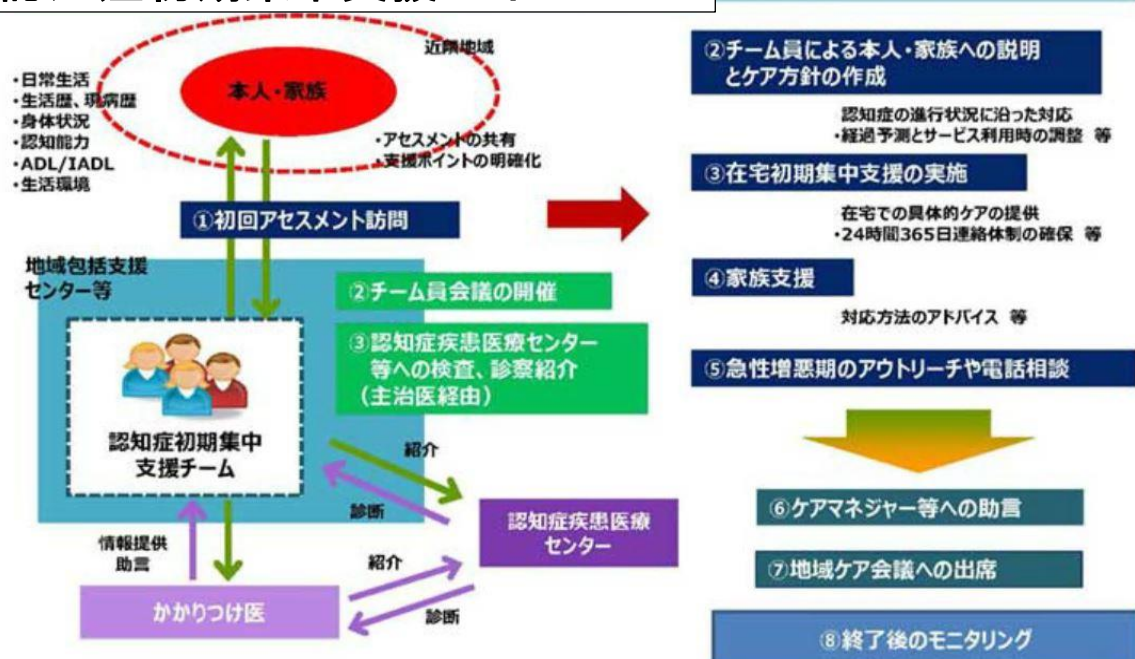 近隣地域
本人・家族
・日常生活
・生活歴、現病歴
・身体状況
・認知能力
・ADL/IADL
・生活環境
・アセスメントの共有
・支援ポイントの明確化
①初回アセスメント訪問
地域包括支援
センター等
②チーム員会議の開催
③認知症疾患医療センター
等への検査、診察紹介
（主治医経由）
認知症初期集中
支援チーム
紹介
診断
認知症疾患医療
センター
情報提供
助言
紹介
診断
かかりつけ医
②チーム員による本人・家族への説明
とケア方針の作成
認知症の進行状況に沿った対応
・経過予測とサービス利用時の調整 等
③在宅初期集中支援の実施
在宅での具体的ケアの提供
・24時間365日連絡体制の確保 等
④家族支援
対応方法のアドバイス 等
⑤急性増悪期のアウトリーチや電話相談
⑥ケアマネジャー等への助言
⑦地域ケア会議への出席
⑧終了後のモニタリング